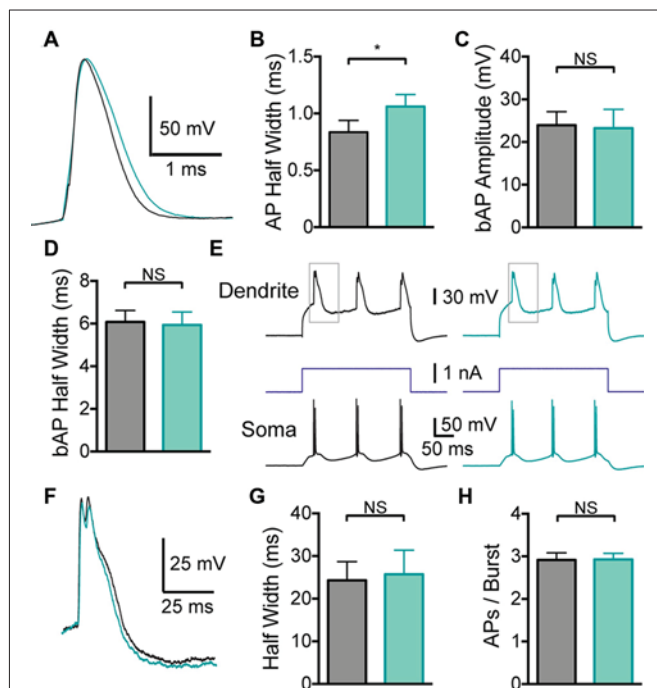 A
50 mV
1 ms
B
AP Half Width (ms)
1.5
1.0
0.5
0.0
*
C
bAP Amplitude (mV)
40
30
20
10
0
NS
D
bAP Half Width (ms)
8
6
4
2
0
NS
E
Dendrite
30 mV
1 nA
Soma
50 mV
50 ms
F
25 mV
25 ms
G
Half Width (ms)
40
30
20
10
0
NS
H
APs / Burst
4
3
2
1
0
NS